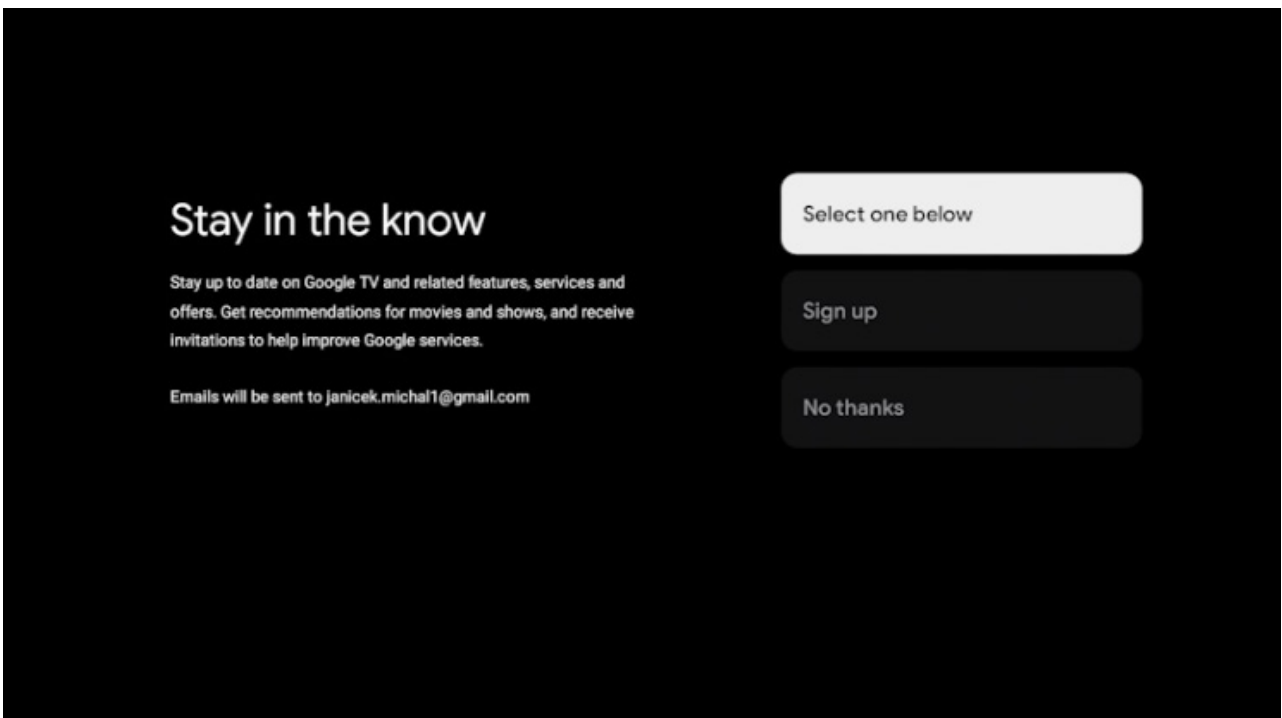 Stay in the know
Stay up to date on Google TV and related features, services and
offers. Get recommendations for movies and shows, and receive
invitations to help improve Google services.
Emails will be sent to janicek.michal1@gmail.com
Select one below
Sign up
No thanks